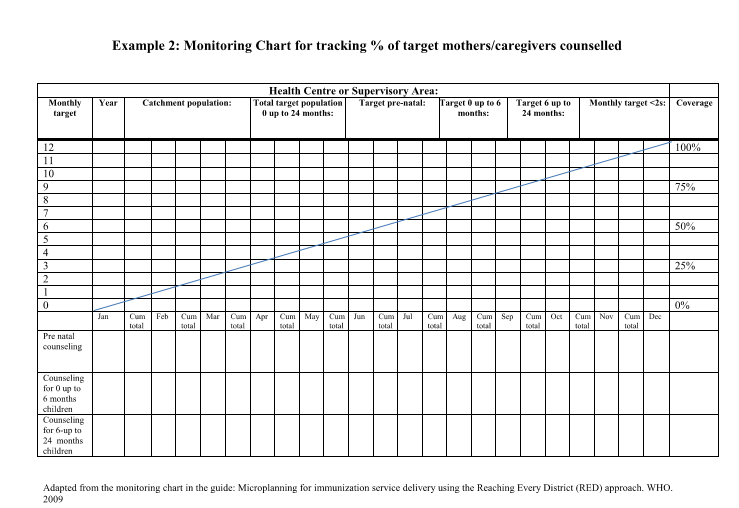 Example 2: Monitoring Chart for tracking % of target mothers/caregivers counselled
Health Centre or Supervisory Area:
Monthly target
Year
Catchment population:
Total target population 0 up to 24 months:
Target pre-natal:
Target 0 up to 6 months:
Target 6 up to 24 months:
Monthly target <2s:
Coverage
12 100%
11
10
9 75%
8
7
6 50%
5
4
3 25%
2
1
0 0%
Jan Cum total Feb Cum total Mar Cum total Apr Cum total May Cum total Jun Cum total Jul Cum total Aug Cum total Sep Cum total Oct Cum total Nov Cum total Dec
Pre natal
counseling
Counseling
for 0 up to
6 months
children
Counseling
for 6-up to
24 months
children
Adapted from the monitoring chart in the guide: Microplanning for immunization service delivery using the Reaching Every District (RED) approach. WHO.
2009